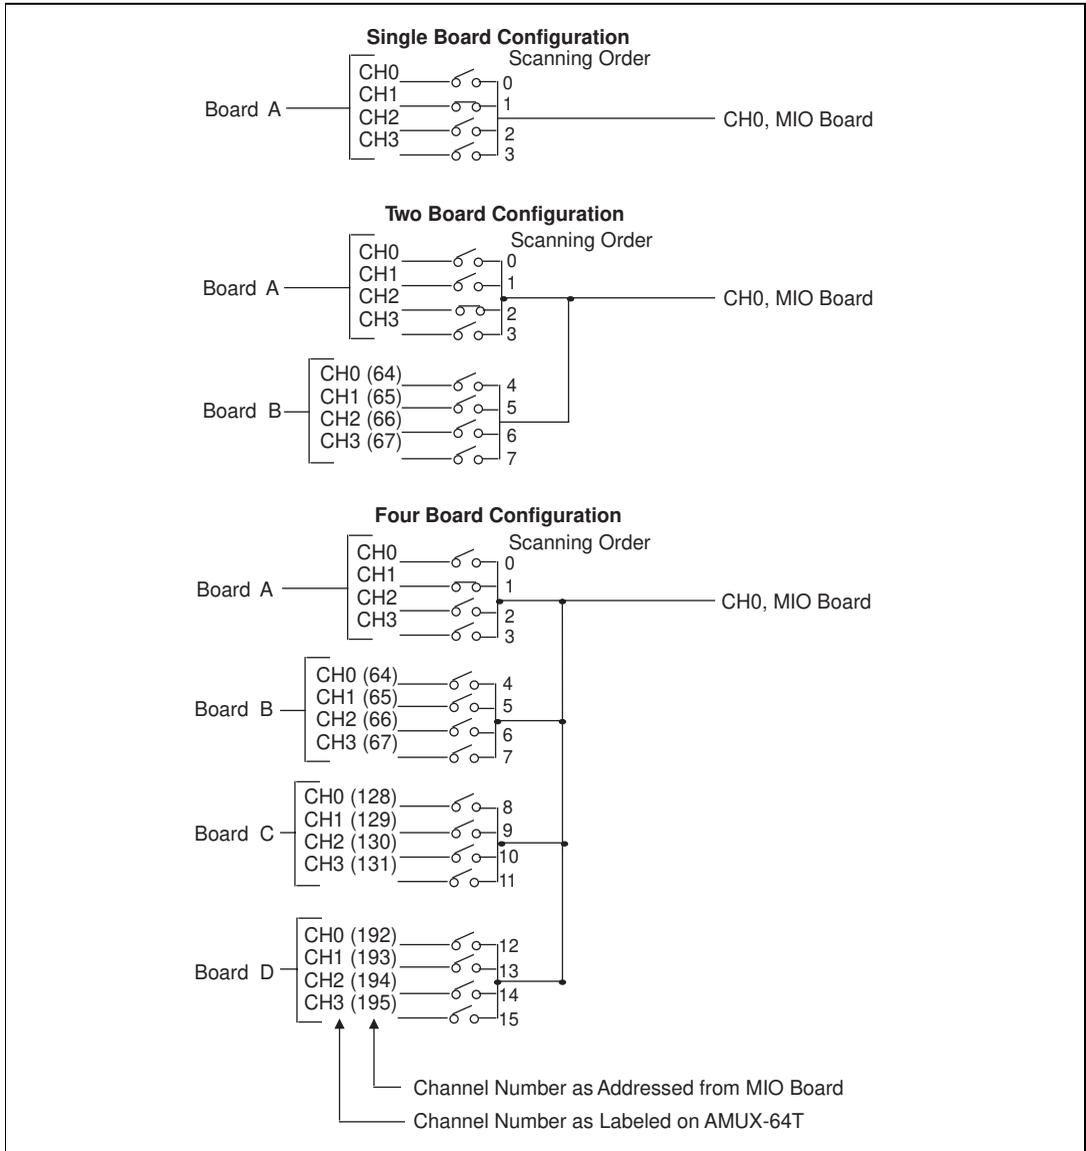 Single Board Configuration
Scanning Order
CH0
0
CH1
1
Board A
CH2
CH0, MIO Board
2
CH3
3
Two Board Configuration
Scanning Order
CH0
0
CH1
1
Board A
CH2
CH0, MIO Board
2
CH3
3
CH0 (64)
4
CH1 (65)
5
Board B
CH2 (66)
6
CH3 (67)
7
Four Board Configuration
Scanning Order
CH0
0
CH1
1
Board A
CH2
CH0, MIO Board
2
CH3
3
CH0 (64)
4
CH1 (65)
5
Board B
CH2 (66)
6
CH3 (67)
7
CH0 (128)
8
CH1 (129)
9
Board C
CH2 (130)
10
CH3 (131)
11
CH0 (192)
12
CH1 (193)
13
Board D
CH2 (194)
14
CH3 (195)
15
Channel Number as Addressed from MIO Board
Channel Number as Labeled on AMUX-64T